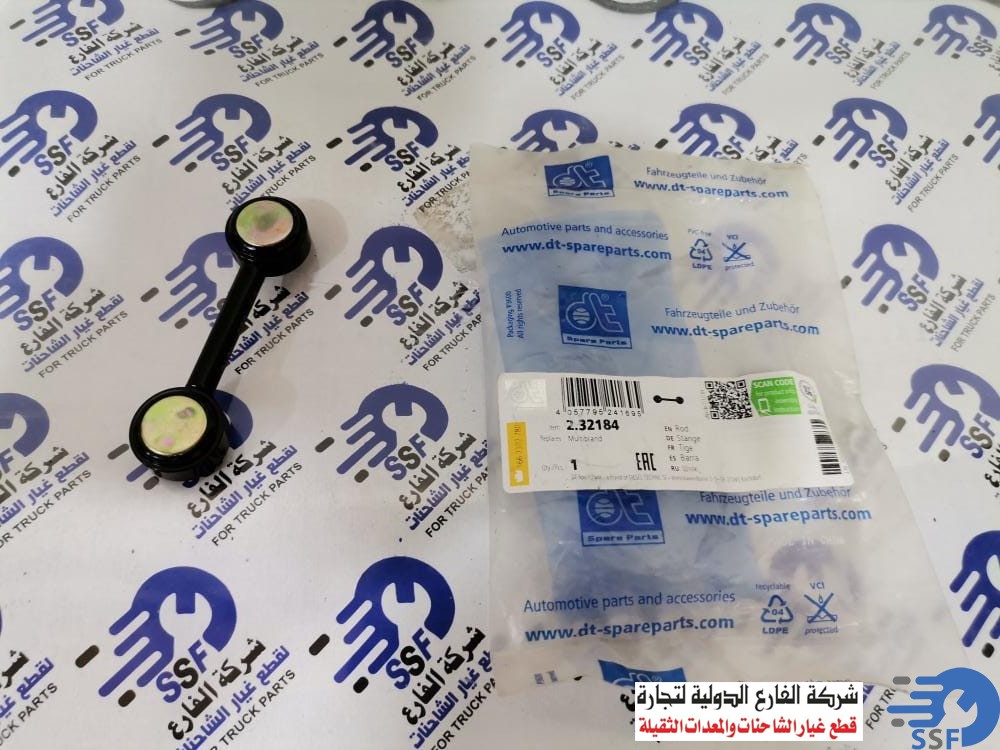 SSF
شركة الفارع
لقطع غيار الشاحنات
FOR TRUCK PARTS
dt
Spare Parts
Fahrzeugteile und Zubehör
www.dt-spareparts.com
Automotive parts and accessories
www.dt-spareparts.com
PVC free
04
LDPE
VCI
protected
Packaging
All rights reserved
dt
Spare Parts
Fahrzeugteile und Zubehör
www.dt-spareparts.com
4 057795 241695
SCAN CODE
for product info
Item 2.32184
Replaces Multibrand
Qty./Pcs. 1
EAC
EN Rod
DE Stange
FR Tige
ES Barra
RU
dt
Spare Parts
Fahrzeugteile und Zubehör
www.dt-spareparts.com
Automotive parts and accessories
www.dt-spareparts.com
recyclable
04
LDPE
VCI
protected
شركة الفارع الدولية لتجارة
قطع غيار الشاحنات والمعدات الثقيلة
SSF